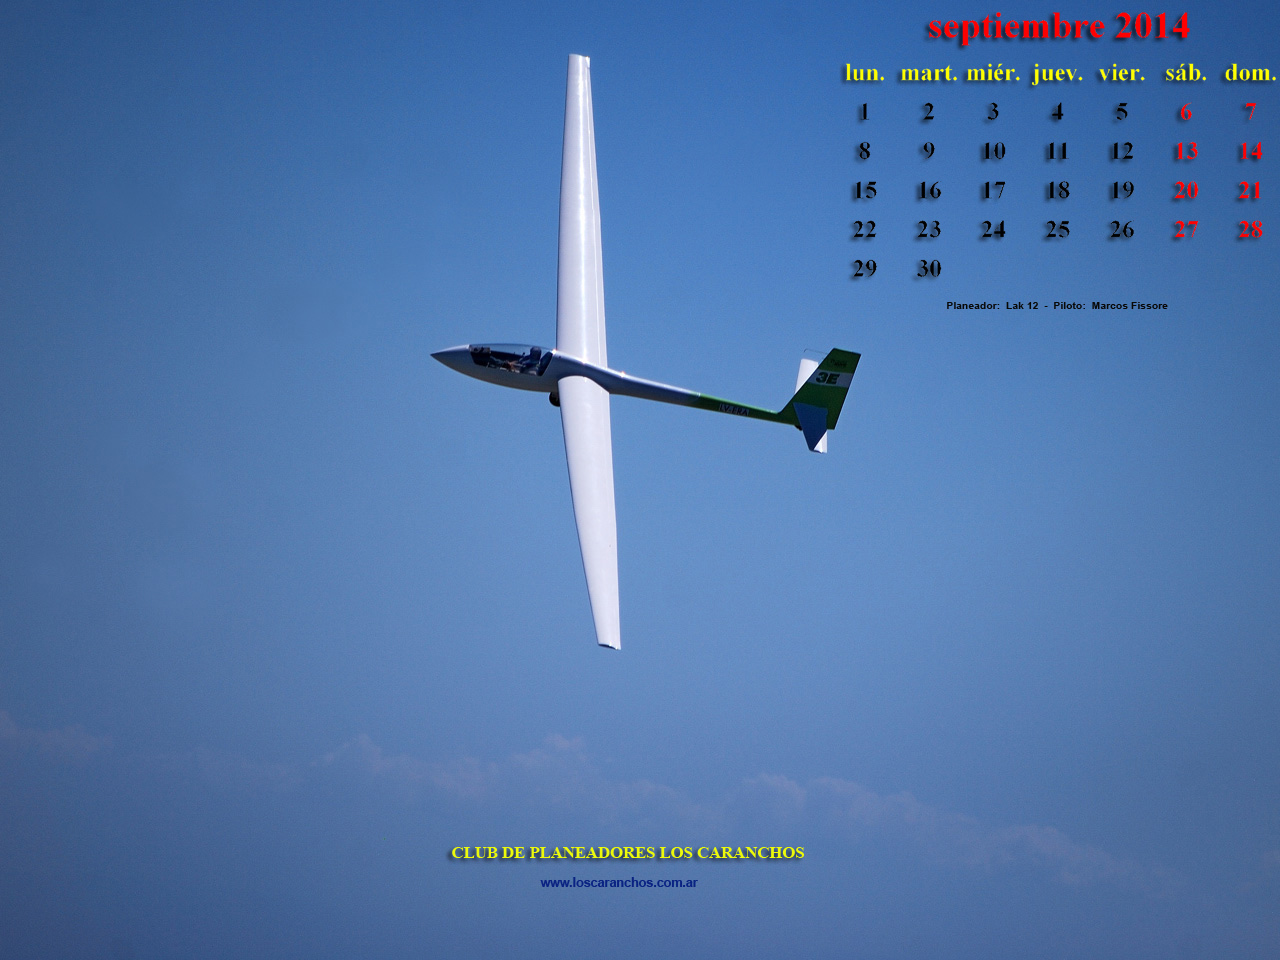 septiembre 2014
lun. mart. miér. juev. vier. sáb. dom.
1 2 3 4 5 6 7
8 9 10 11 12 13 14
15 16 17 18 19 20 21
22 23 24 25 26 27 28
29 30
Planeador: Lak 12 - Piloto: Marcos Fissore
3E
CLUB DE PLANEADORES LOS CARANCHOS
www.loscaranchos.com.ar